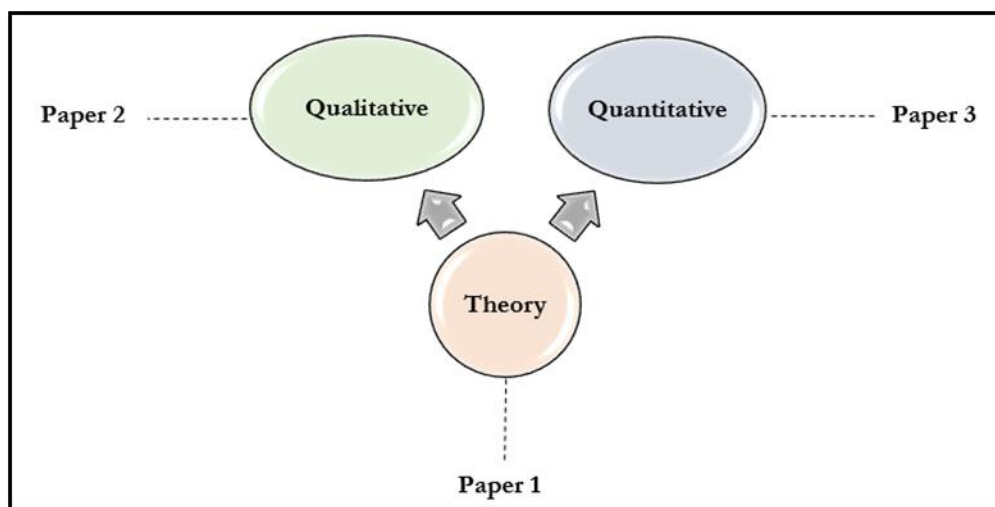 Qualitative
Quantitative
Paper 2
Paper 3
Theory
Paper 1